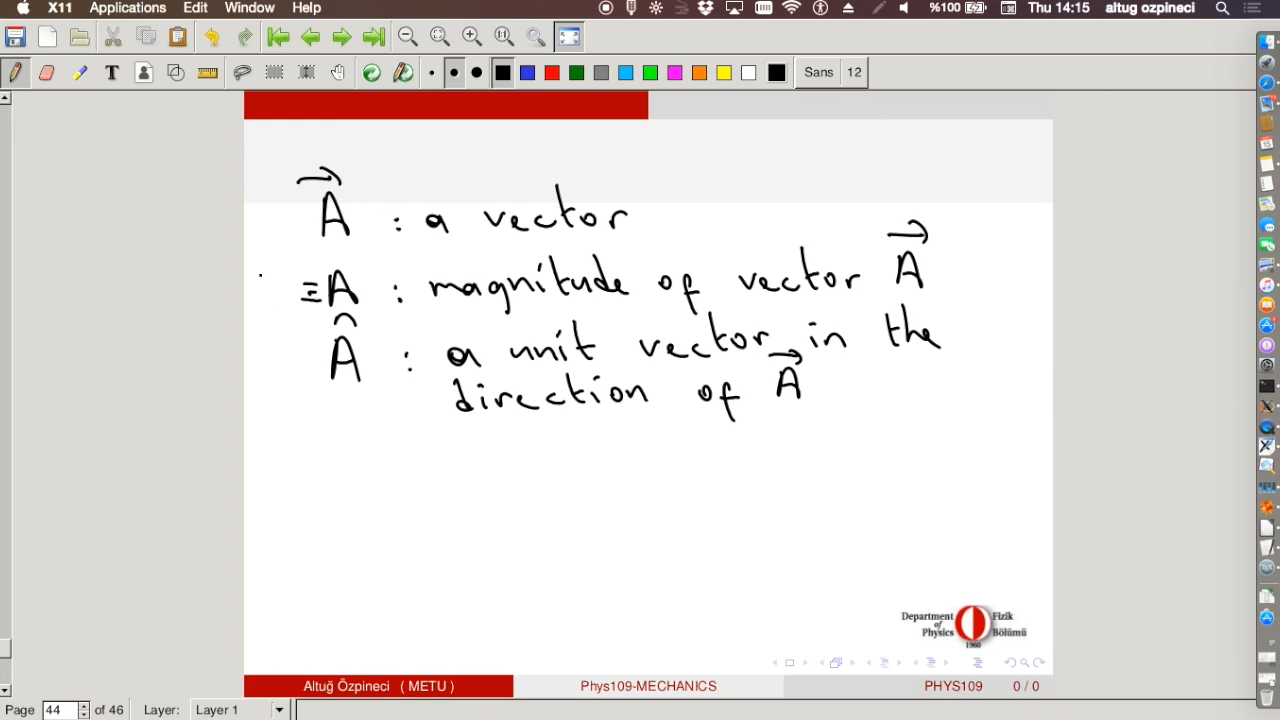 X11 Applications Edit Window Help %100 Thu 14:15 altug ozpineci
T Sans 12
A⃗ : a vector
≡A : magnitude of vector A⃗
Â : a unit vector in the
direction of A⃗
Department of Physics Fizik Bölümü
1960
Altuğ Özpineci ( METU ) Phys109-MECHANICS PHYS109 0 / 0
Page 44 of 46 Layer: Layer 1